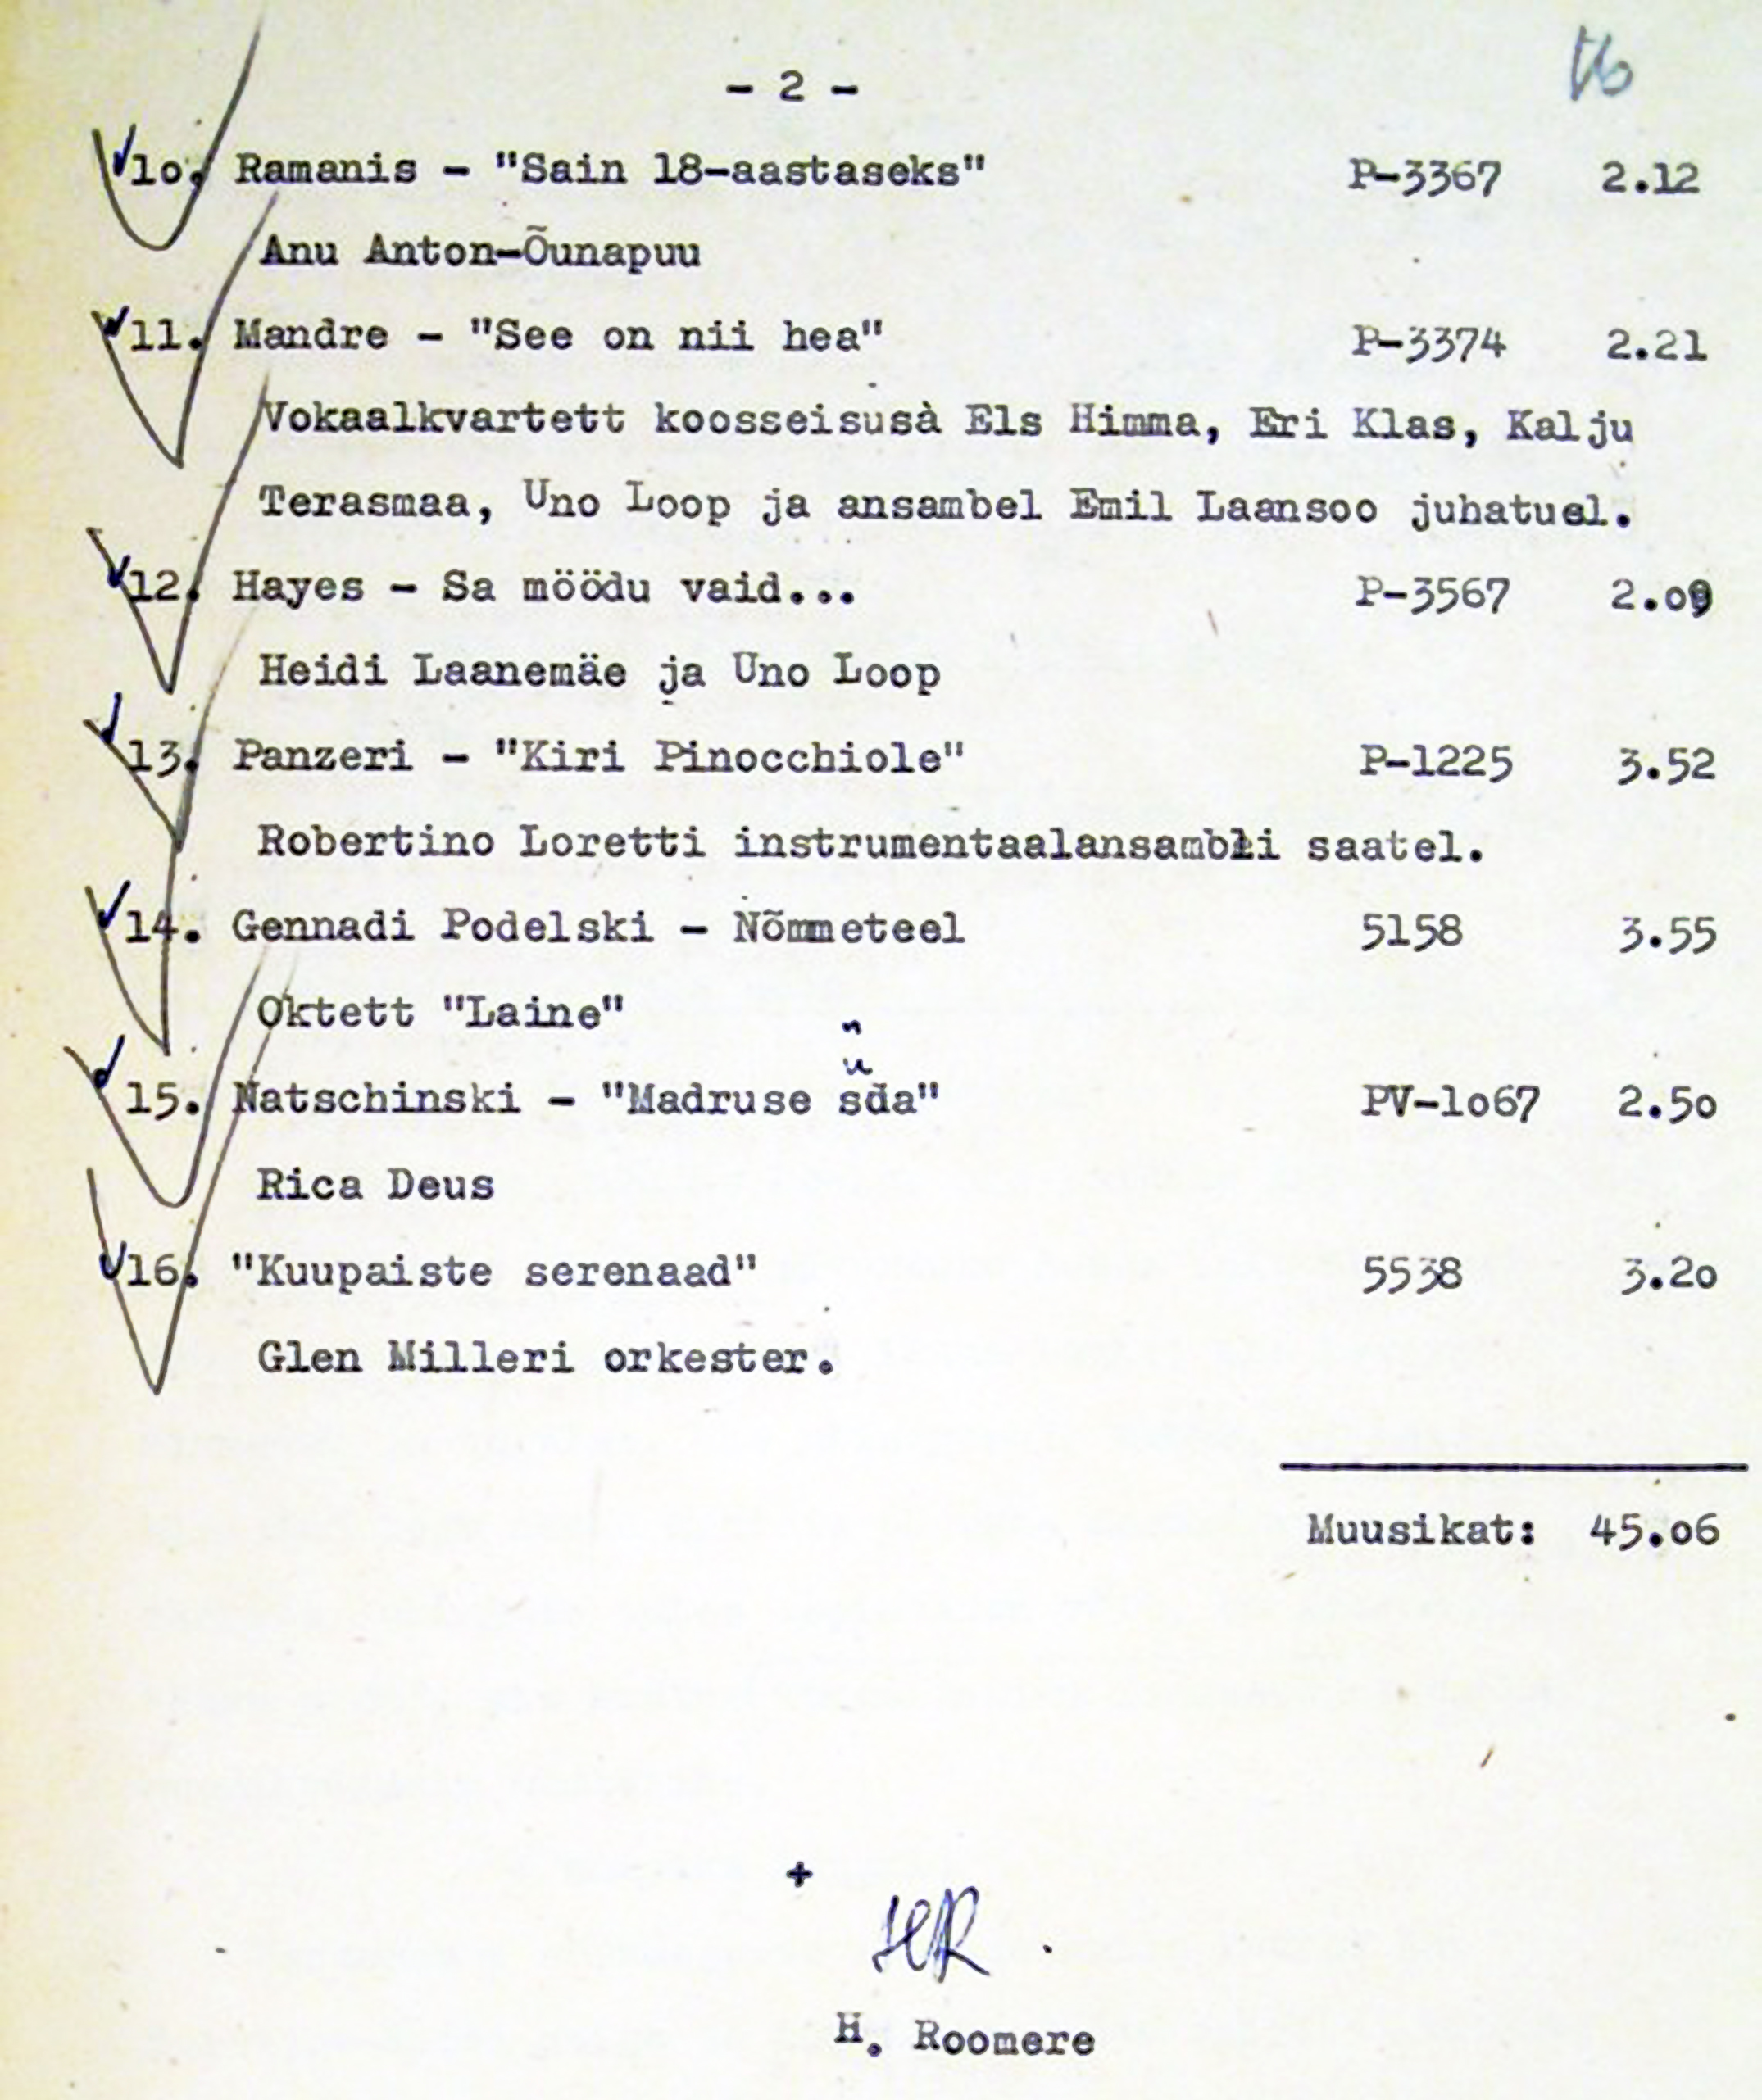 - 2 -
10. Ramanis - "Sain 18-aastaseks" P-3367 2.12
Anu Anton-Õunapuu
11. Mandre - "See on nii hea" P-3374 2.21
Vokaalkvartett koosseisusà Els Himma, Eri Klas, Kalju
Terasmaa, Uno Loop ja ansambel Emil Laansoo juhatusl.
12. Hayes - Sa möödu vaid... P-3567 2.09
Heidi Laanemäe ja Uno Loop
13. Panzeri - "Kiri Pinocchiole" P-1225 3.52
Robertino Loretti instrumentaalansambli saatel.
14. Gennadi Podelski - Nõmmeteel 5158 3.55
Oktett "Laine"
15. Natschinski - "Madruse süda" PV-1067 2.50
Rica Deus
16. "Kuupaiste serenaad" 5538 3.20
Glen Milleri orkester.
Muusikat: 45.06
HR
H. Roomere